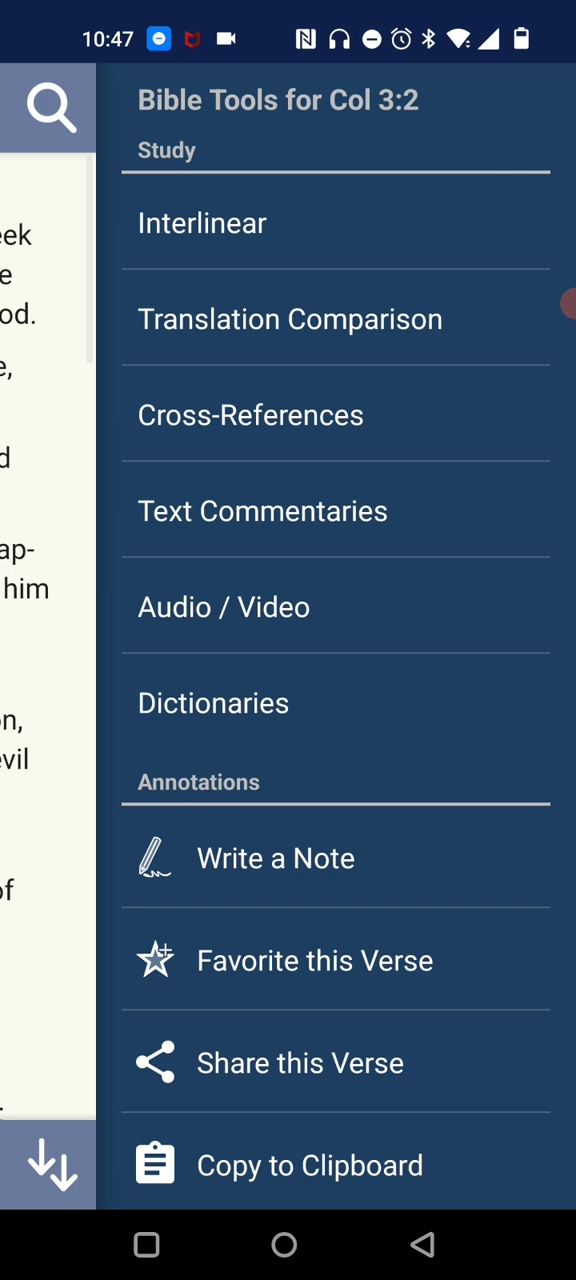 10:47
Bible Tools for Col 3:2
Study
eek
Interlinear
e
od.
Translation Comparison
e,
Cross-References
d
Text Commentaries
ap-
him
Audio / Video
Dictionaries
on,
evil
Annotations
Write a Note
of
Favorite this Verse
Share this Verse
Copy to Clipboard